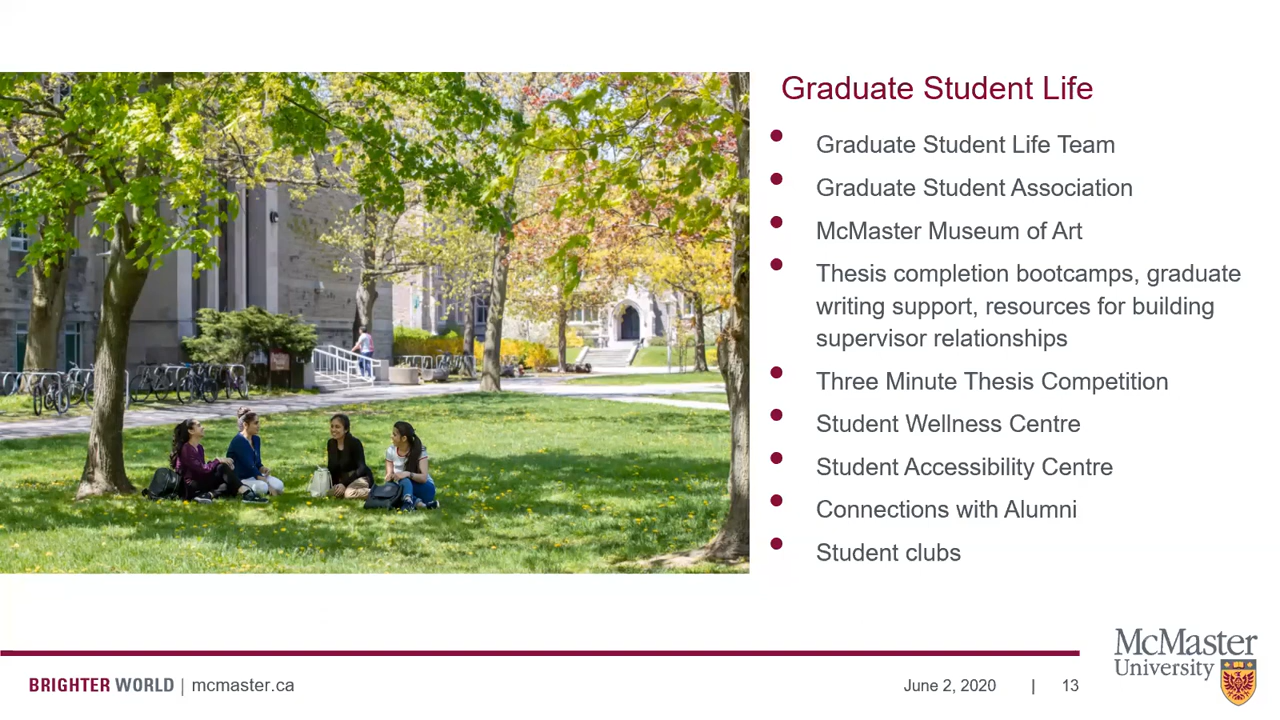 Graduate Student Life
Graduate Student Life Team
Graduate Student Association
McMaster Museum of Art
Thesis completion bootcamps, graduate
writing support, resources for building
supervisor relationships
Three Minute Thesis Competition
Student Wellness Centre
Student Accessibility Centre
Connections with Alumni
Student clubs
BRIGHTER WORLD | mcmaster.ca
June 2, 2020 | 13
McMaster
University